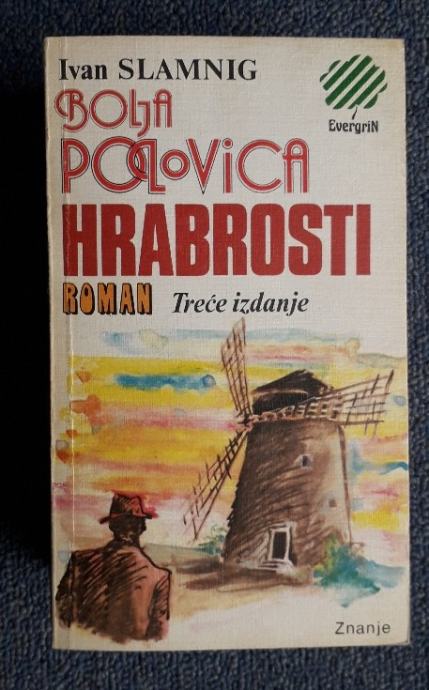 Ivan SLAMNIG
EvergriN
BOLJA
POLOVICA
HRABROSTI
ROMAN Treće izdanje
Znanje